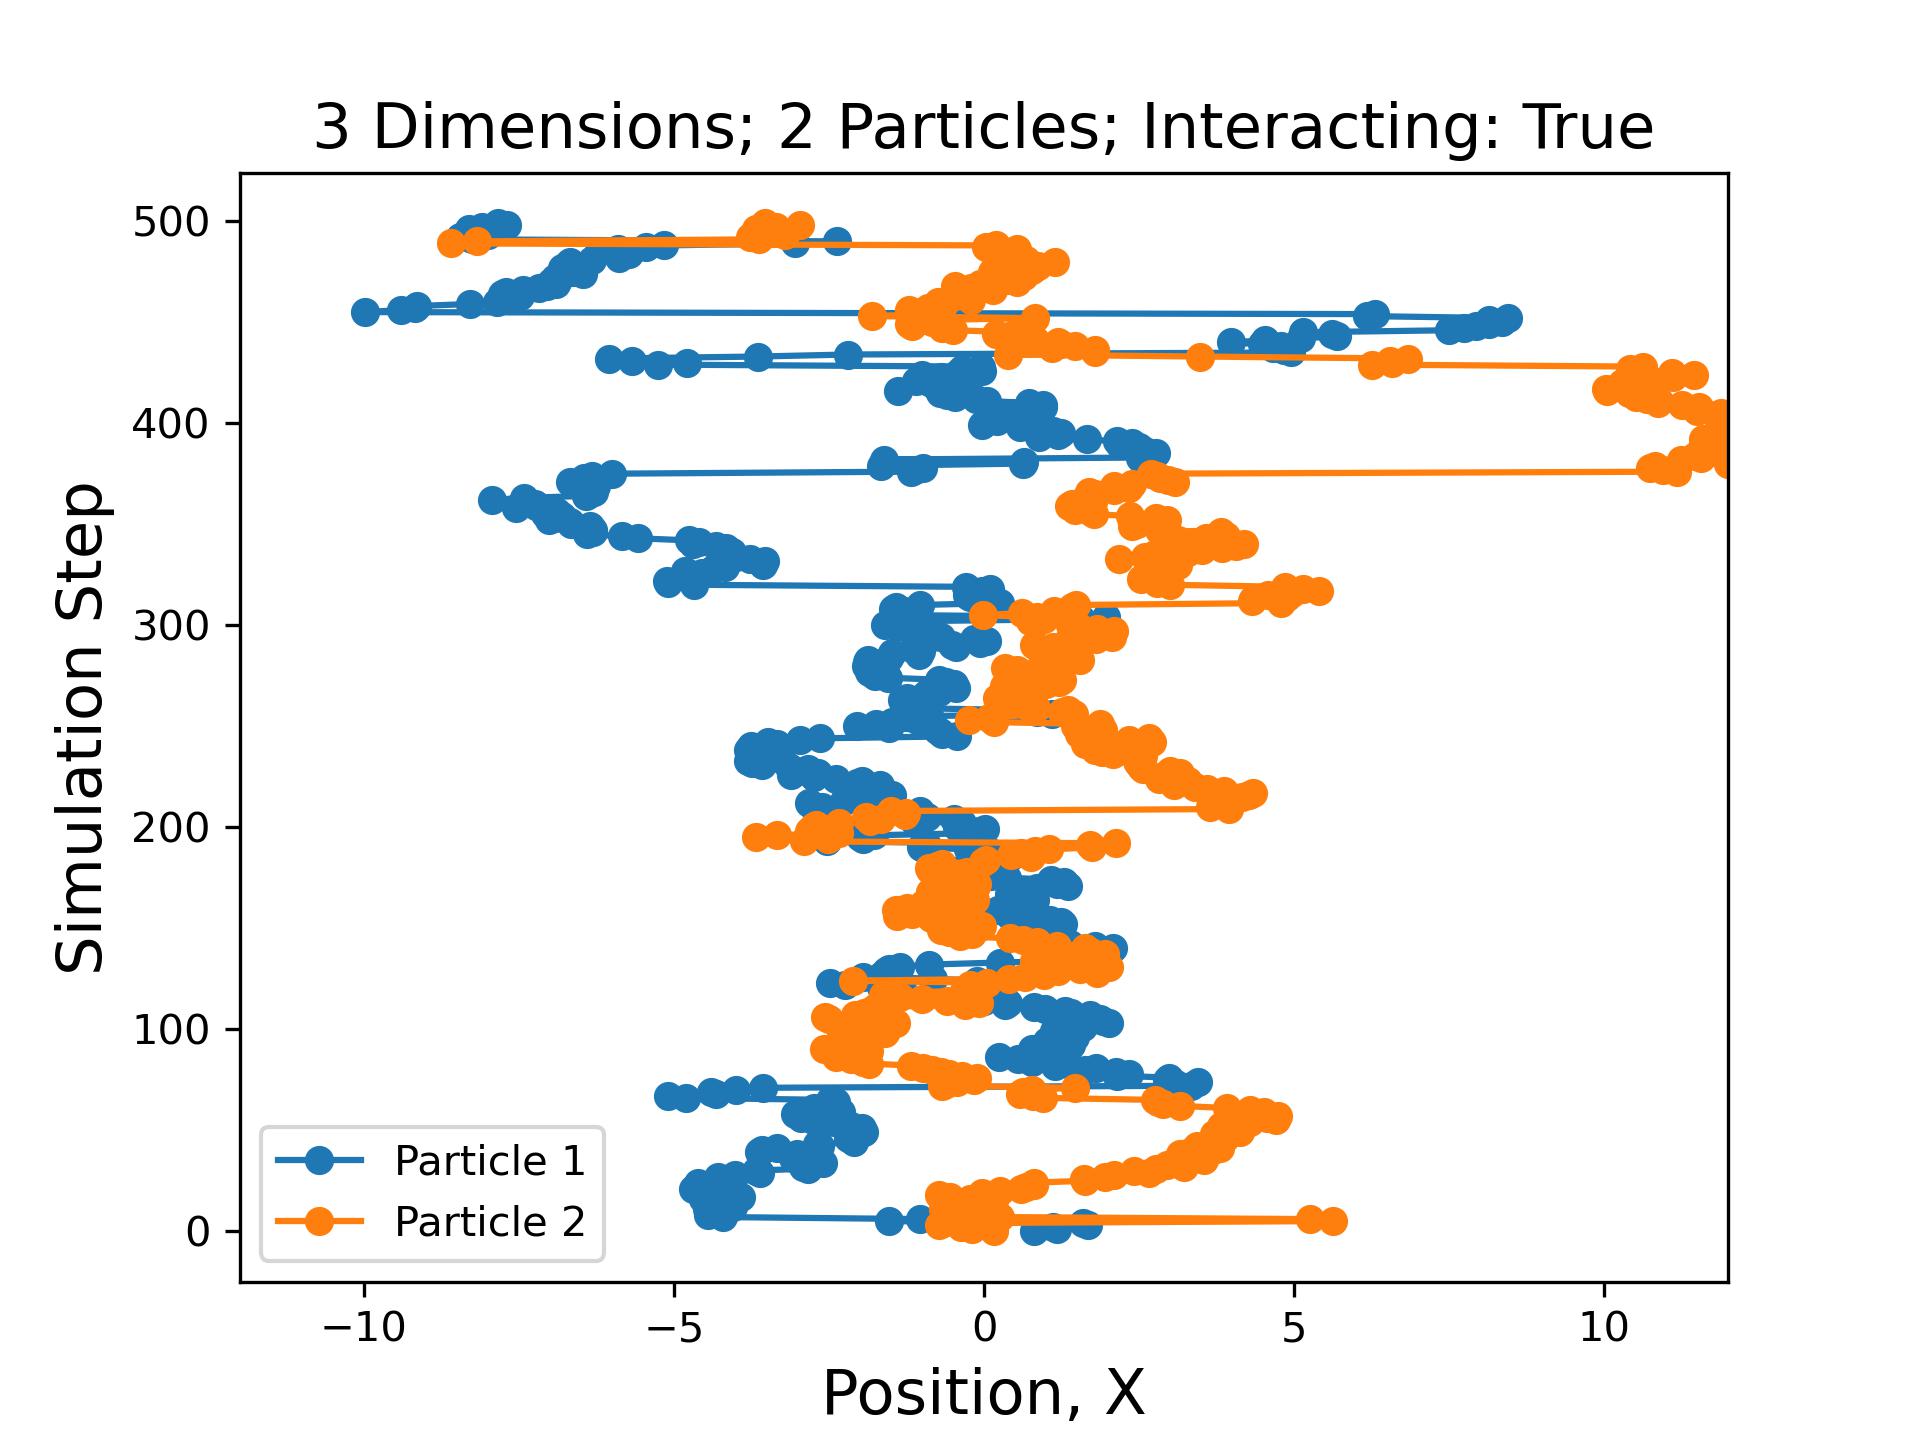 3 Dimensions; 2 Particles; Interacting: True
500
400
300
200
100
0
Simulation Step
Particle 1
Particle 2
−10
−5
0
5
10
Position, X